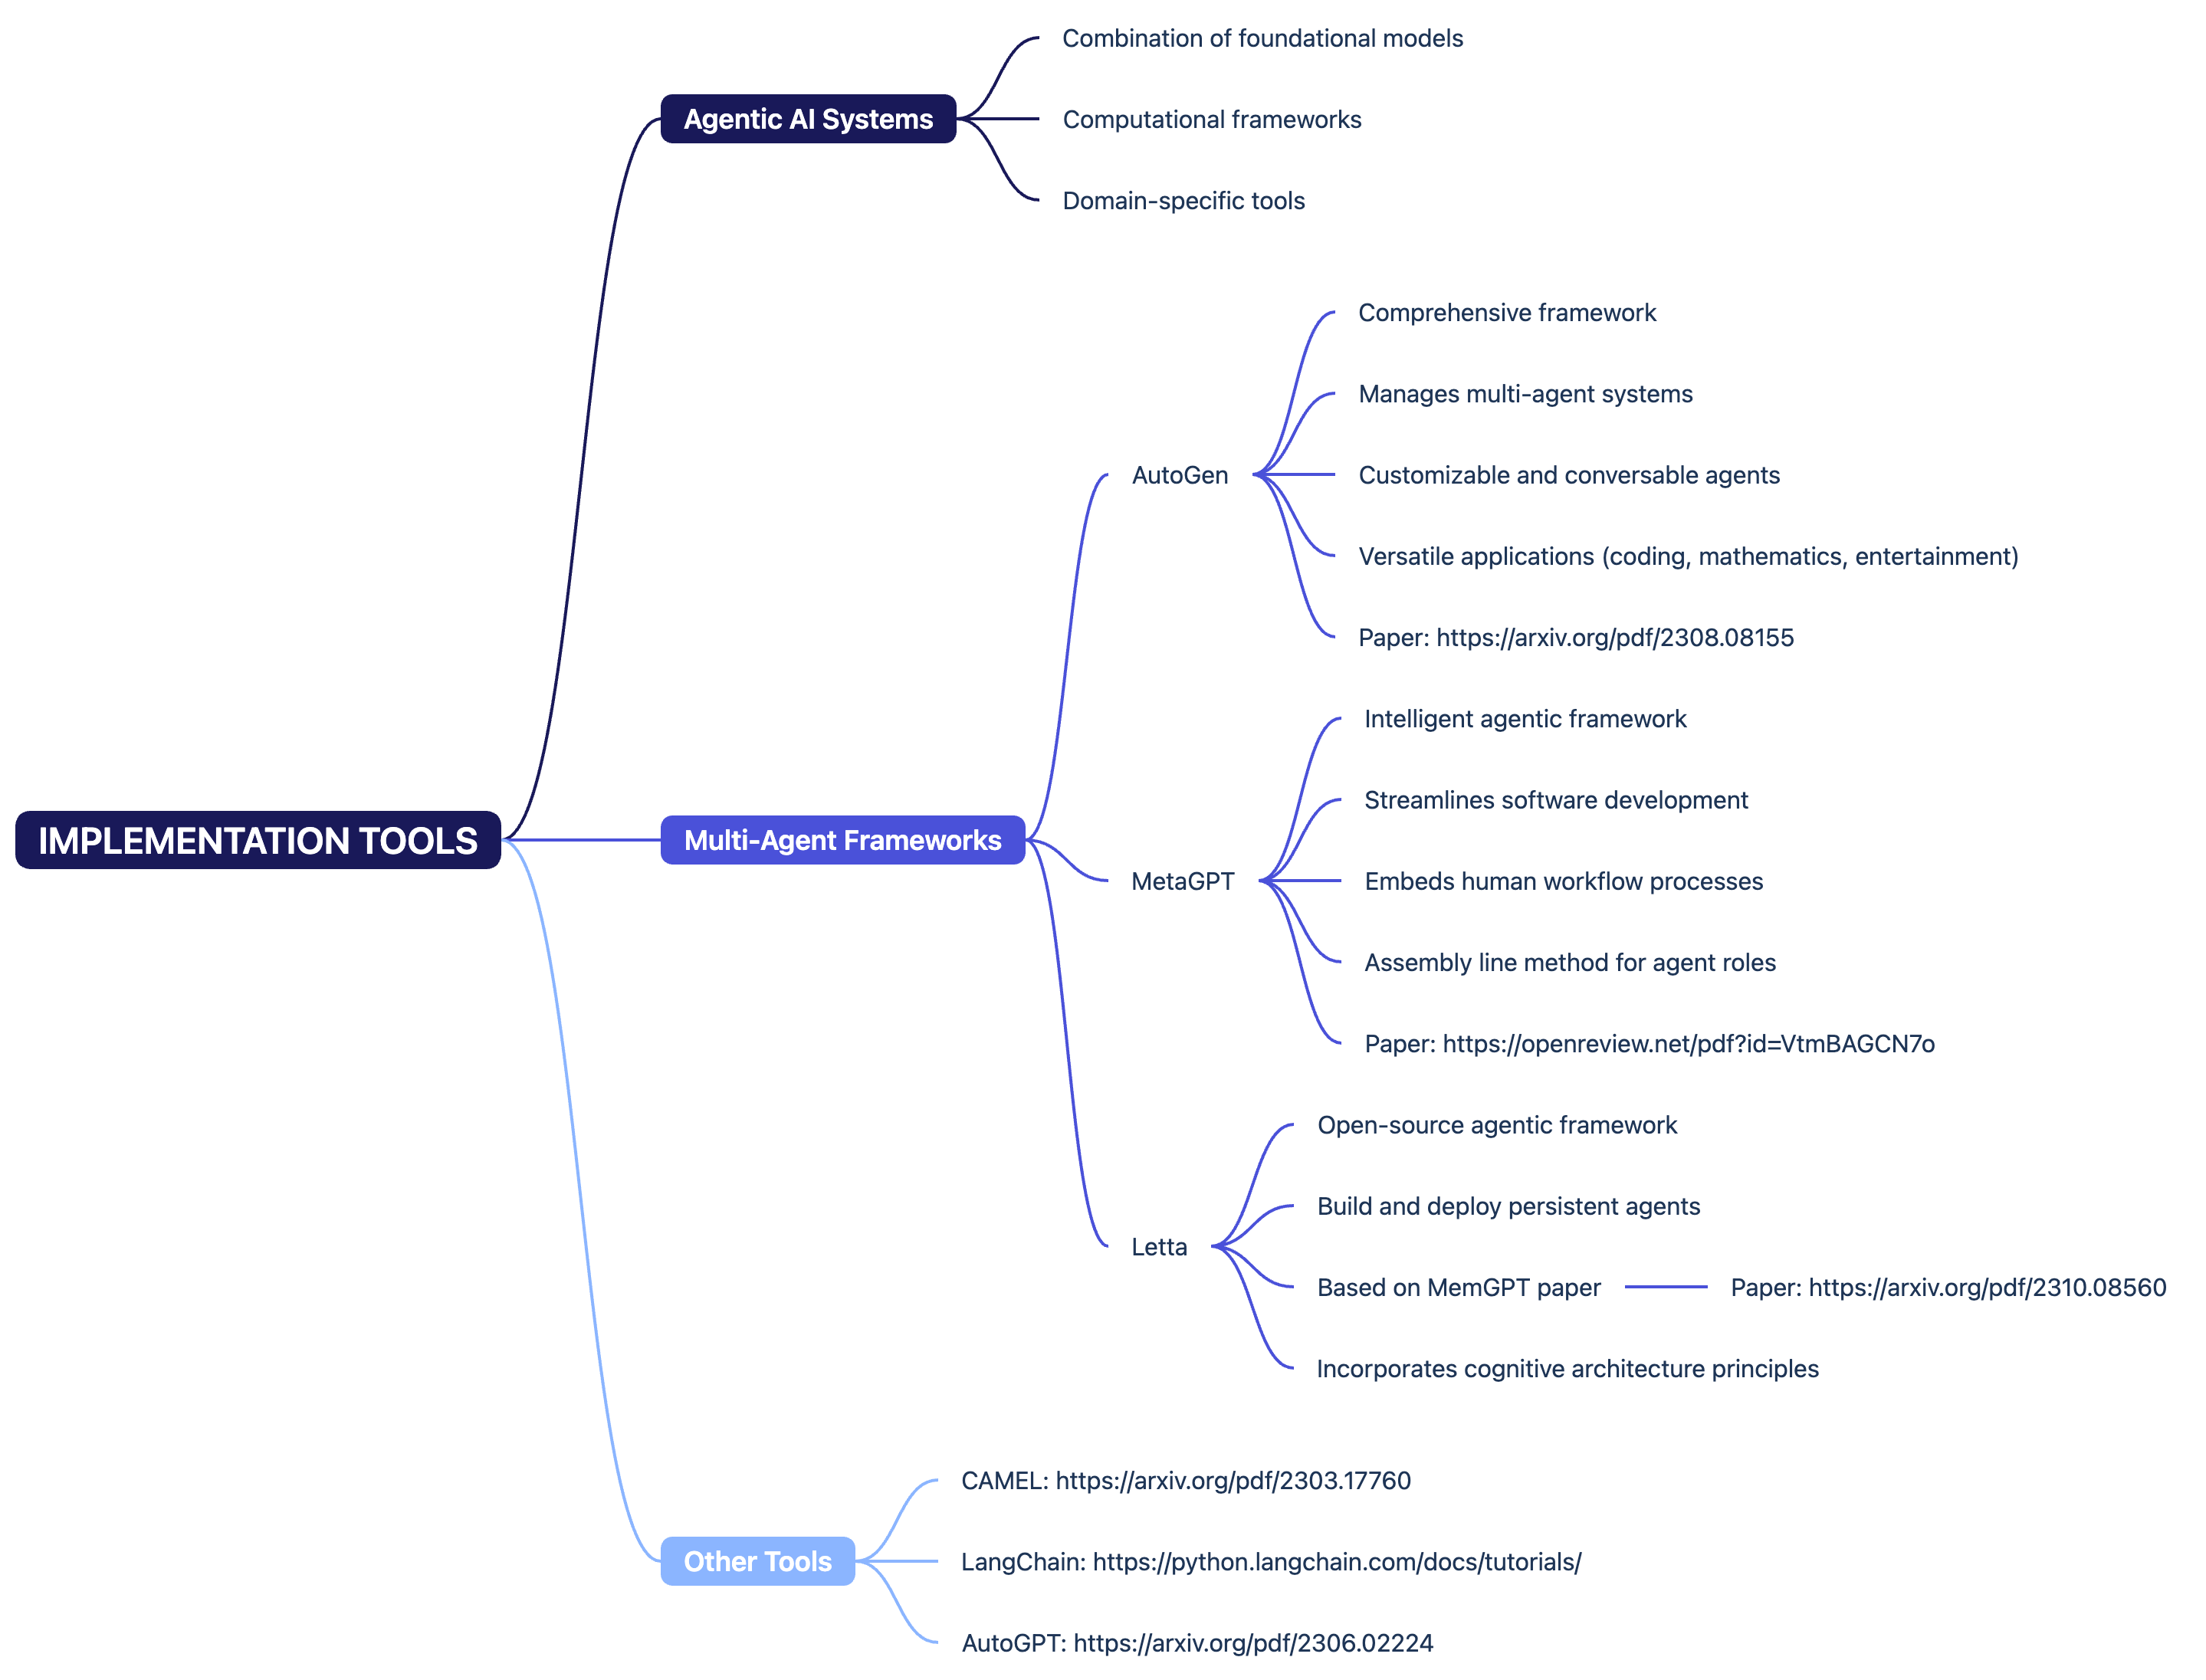 IMPLEMENTATION TOOLS
Agentic AI Systems
Combination of foundational models
Computational frameworks
Domain-specific tools
Multi-Agent Frameworks
AutoGen
Comprehensive framework
Manages multi-agent systems
Customizable and conversable agents
Versatile applications (coding, mathematics, entertainment)
Paper: https://arxiv.org/pdf/2308.08155
MetaGPT
Intelligent agentic framework
Streamlines software development
Embeds human workflow processes
Assembly line method for agent roles
Paper: https://openreview.net/pdf?id=VtmBAGCN7o
Letta
Open-source agentic framework
Build and deploy persistent agents
Based on MemGPT paper
Paper: https://arxiv.org/pdf/2310.08560
Incorporates cognitive architecture principles
Other Tools
CAMEL: https://arxiv.org/pdf/2303.17760
LangChain: https://python.langchain.com/docs/tutorials/
AutoGPT: https://arxiv.org/pdf/2306.02224